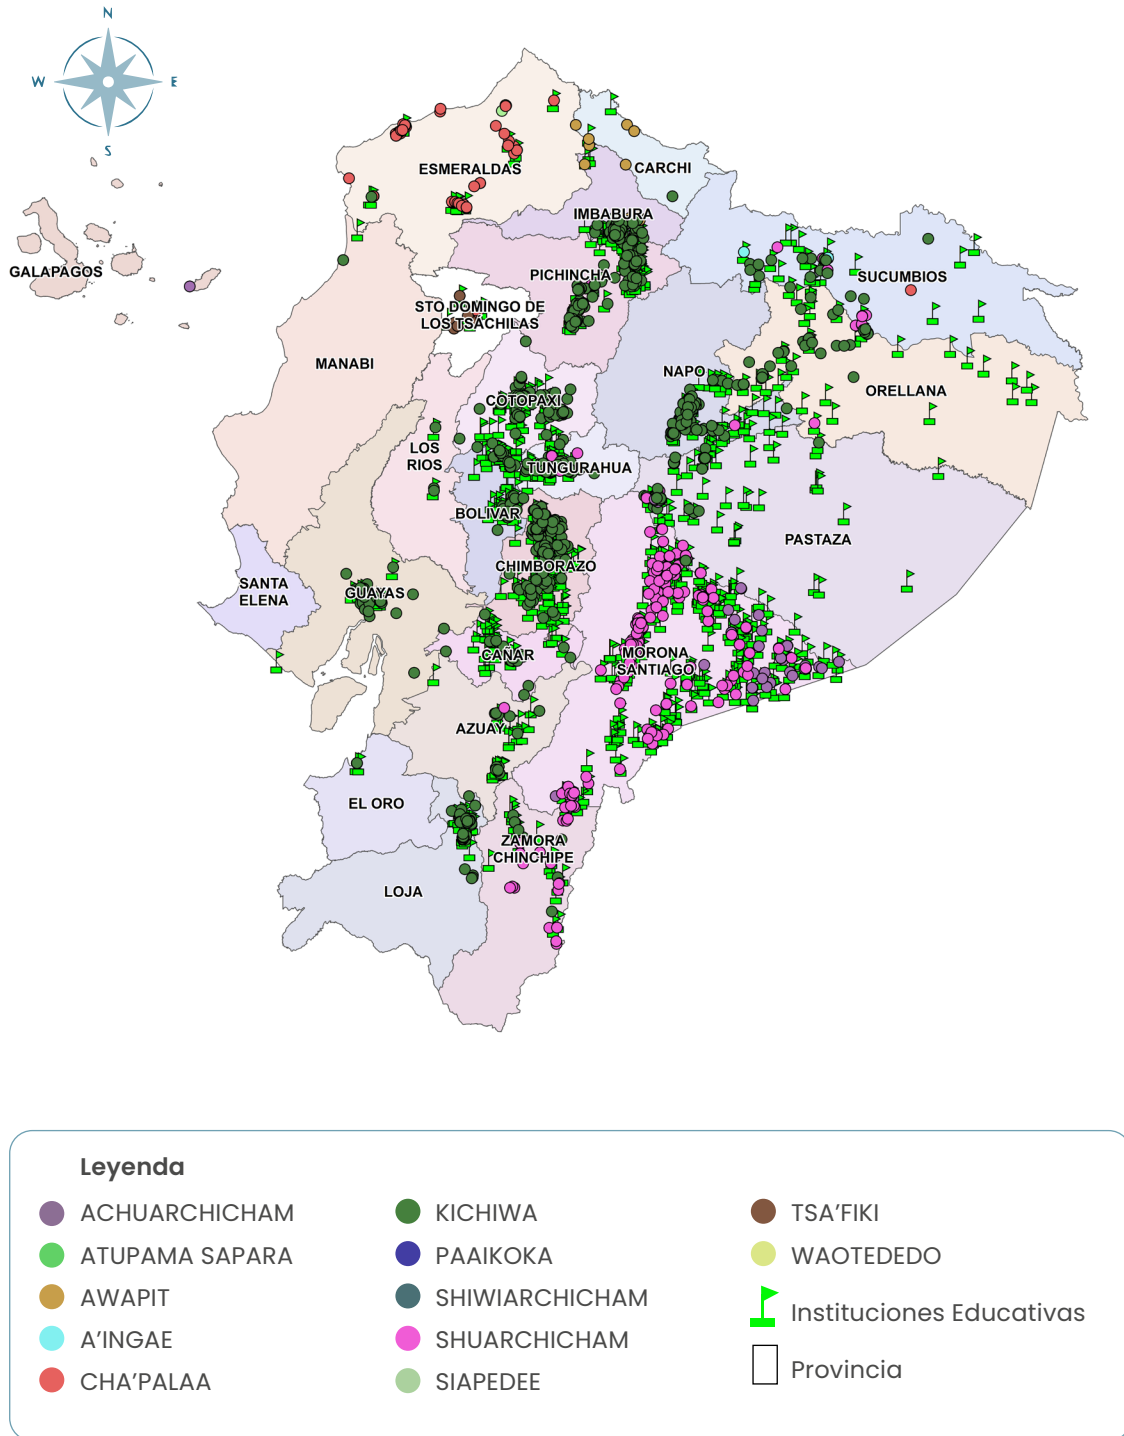 N
W
E
S
ESMERALDAS
CARCHI
IMBABURA
GALAPAGOS
PICHINCHA
SUCUMBIOS
STO DOMINGO DE
LOS TSACHILAS
MANABI
NAPO
ORELLANA
COTOPAXI
LOS
RIOS
TUNGURAHUA
BOLIVAR
PASTAZA
CHIMBORAZO
SANTA
ELENA
GUAYAS
CAÑAR
MORONA
SANTIAGO
AZUAY
EL ORO
ZAMORA
CHINCHIPE
LOJA
Leyenda
ACHUARCHICHAM
ATUPAMA SAPARA
AWAPIT
A'INGAE
CHA'PALAA
KICHIWA
PAAIKOKA
SHIWIARCHICHAM
SHUARCHICHAM
SIAPEDEE
TSA'FIKI
WAOTEDEDO
Instituciones Educativas
Provincia